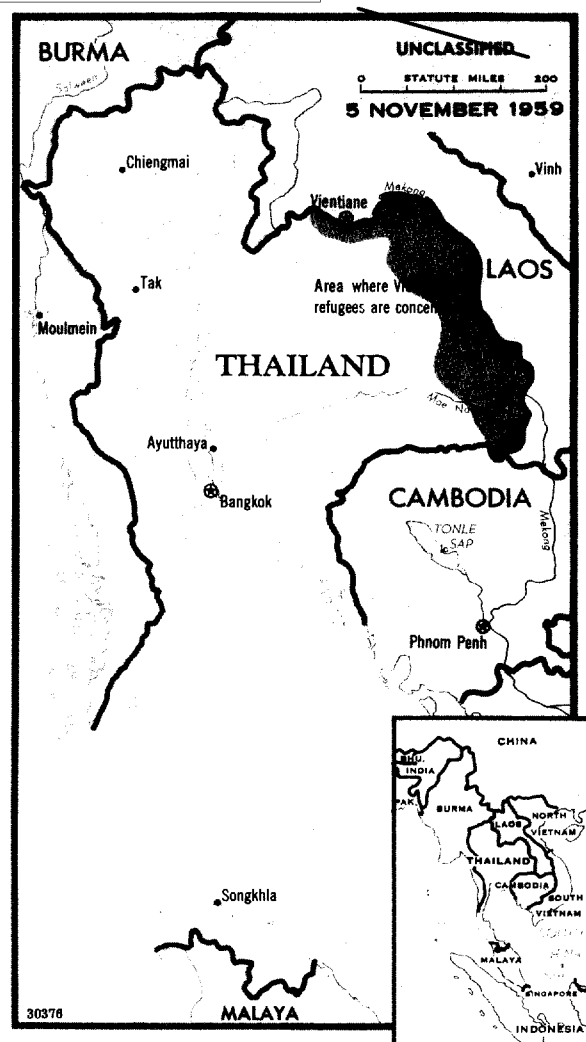 BURMA
UNCLASSIFIED
0 STATUTE MILES 200
5 NOVEMBER 1959
Salween
Chiengmai
Vinh
Mekong
Vientiane
LAOS
Tak
Area where
refugees are
Moulmein
THAILAND
Ayutthaya
Bangkok
CAMBODIA
TONLE
SAP
Mekong
Phnom Penh
Songkhla
30376
MALAYA
CHINA
BHU.
INDIA
PAK.
BURMA
LAOS
NORTH
VIETNAM
THAILAND
CAMBODIA
SOUTH
VIETNAM
MALAYA
SINGAPORE
INDONESIA